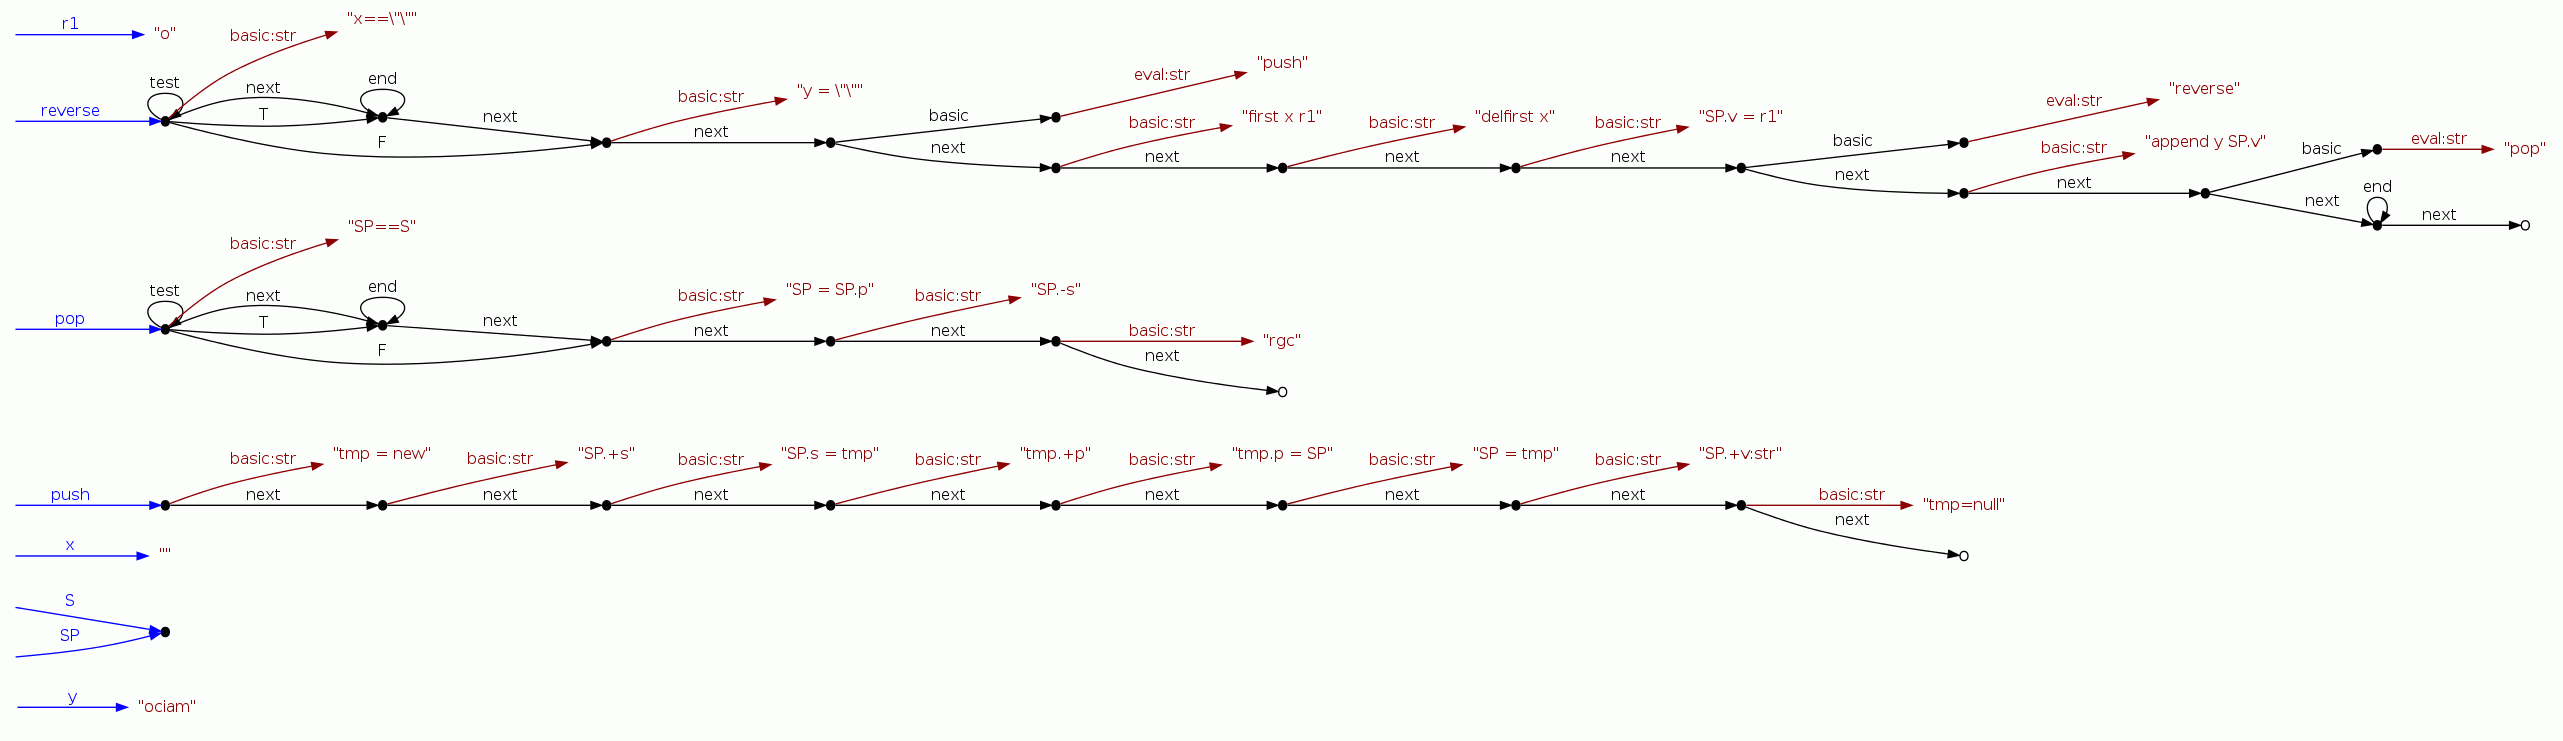 r1 "o"
basic:str "x==\"\""
reverse
test next end T F next
basic:str "y = \"\""
next
basic eval:str "push"
next basic:str "first x r1"
next basic:str "delfirst x"
next basic:str "SP.v = r1"
next
basic eval:str "reverse"
next basic:str "append y SP.v"
next
basic eval:str "pop"
next end next
basic:str "SP==S"
pop
test next end T F next
basic:str "SP = SP.p"
next basic:str "SP.-s"
next basic:str "rgc"
next
push
basic:str "tmp = new"
next basic:str "SP.+s"
next basic:str "SP.s = tmp"
next basic:str "tmp.+p"
next basic:str "tmp.p = SP"
next basic:str "SP = tmp"
next basic:str "SP.+v:str"
next basic:str "tmp=null"
next
x ""
S
SP
y "ociam"